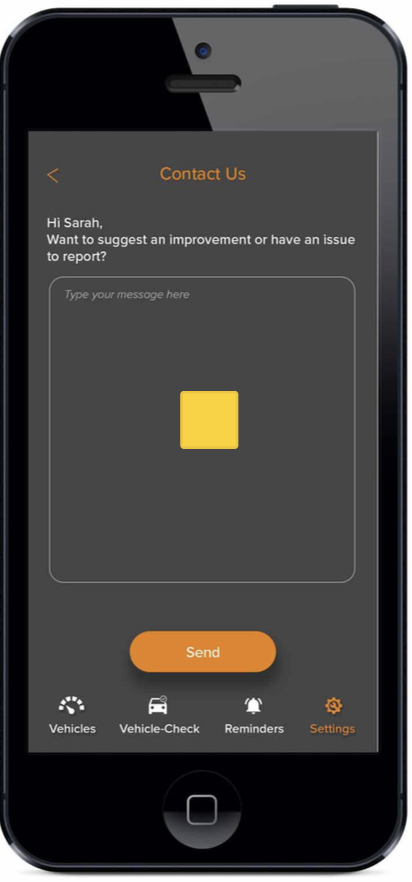 Contact Us
Hi Sarah,
Want to suggest an improvement or have an issue
to report?
Type your message here
Send
Vehicles
Vehicle-Check
Reminders
Settings